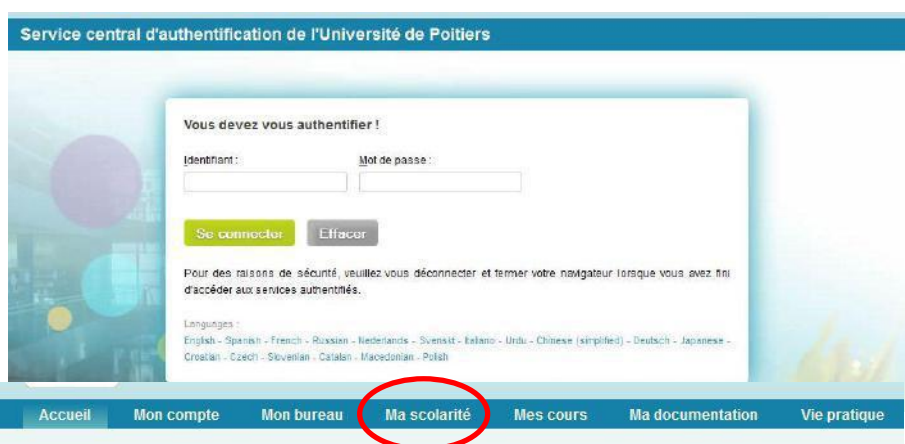 Service central d'authentification de l'Université de Poitiers
Vous devez vous authentifier !
Identifiant :
Mot de passe :
Se connecter
Effacer
Pour des raisons de sécurité, veuillez vous déconnecter et fermer votre navigateur lorsque vous avez fini
d'accéder aux services authentifiés.
Languages :
English - Spanish - French - Russian - Nederlands - Svenskt - Italiano - Urdu - Chinese (simplified) - Deutsch - Japanese -
Croatian - Czech - Slovenian - Catalan - Macedonian - Polish
Accueil Mon compte Mon bureau Ma scolarité Mes cours Ma documentation Vie pratique